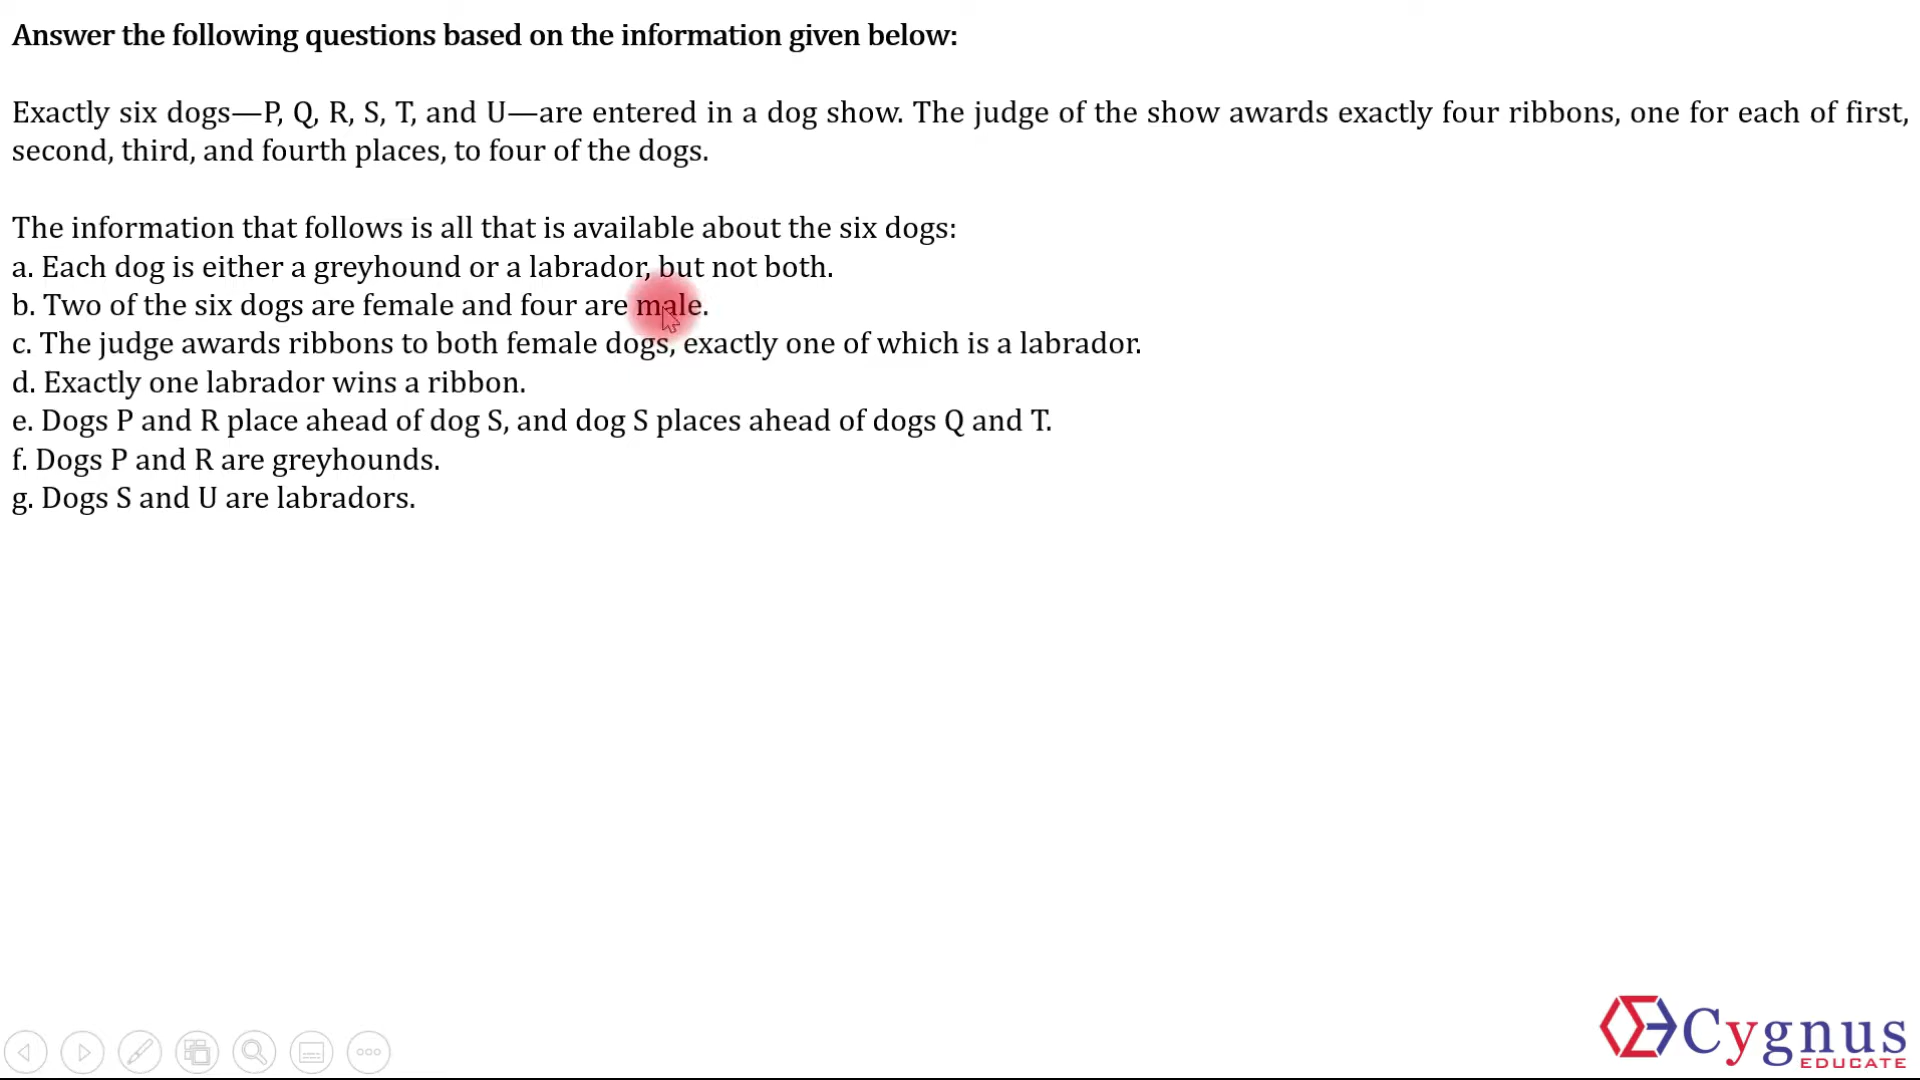 Answer the following questions based on the information given below:
Exactly six dogs—P, Q, R, S, T, and U—are entered in a dog show. The judge of the show awards exactly four ribbons, one for each of first,
second, third, and fourth places, to four of the dogs.
The information that follows is all that is available about the six dogs:
a. Each dog is either a greyhound or a labrador, but not both.
b. Two of the six dogs are female and four are male.
c. The judge awards ribbons to both female dogs, exactly one of which is a labrador.
d. Exactly one labrador wins a ribbon.
e. Dogs P and R place ahead of dog S, and dog S places ahead of dogs Q and T.
f. Dogs P and R are greyhounds.
g. Dogs S and U are labradors.
Cygnus
EDUCATE